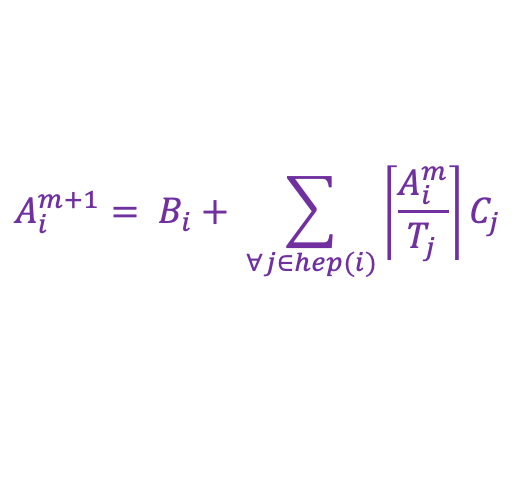 $A_i^{m+1} = B_i + \sum_{\forall j \in hep(i)} \left\lceil \frac{A_i^m}{T_j} \right\rceil C_j$